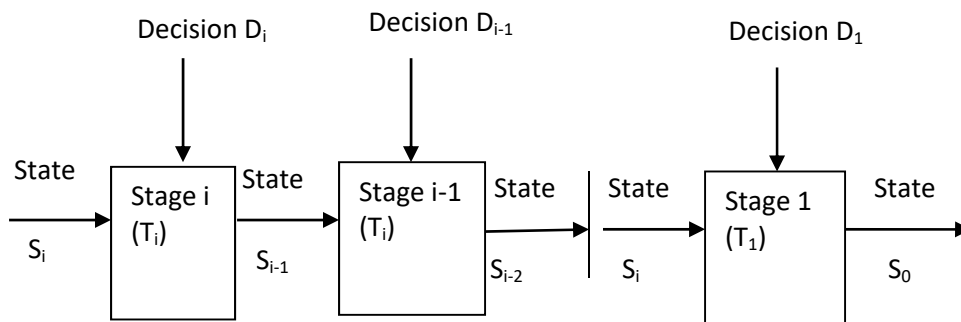 Decision Dᵢ
Decision Dᵢ₋₁
Decision D₁
State
Stage i
(Tᵢ)
Sᵢ
State
Sᵢ₋₁
Stage i-1
(Tᵢ)
State
Sᵢ₋₂
State
Sᵢ
Stage 1
(T₁)
State
S₀